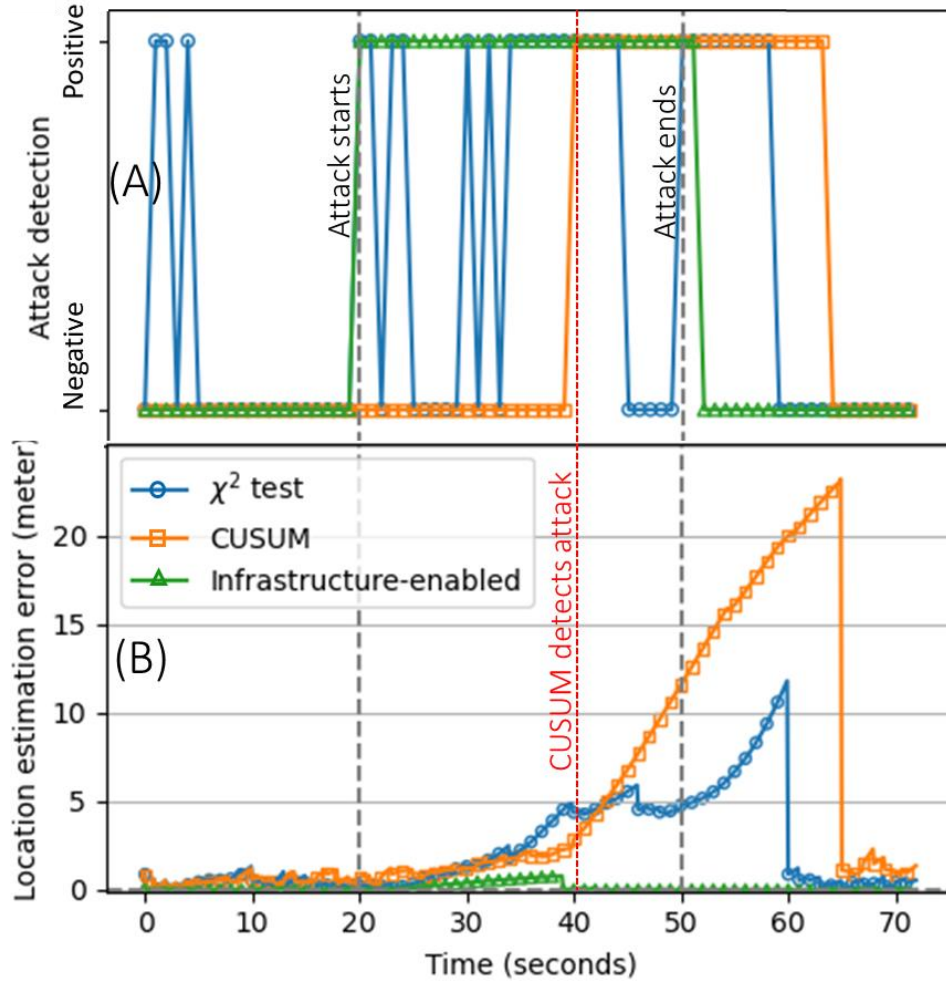 Positive
Attack detection
Negative
(A)
Attack starts
Attack ends
χ² test
CUSUM
Infrastructure-enabled
CUSUM detects attack
(B)
Location estimation error (meter)
20
15
10
5
0
0 10 20 30 40 50 60 70
Time (seconds)